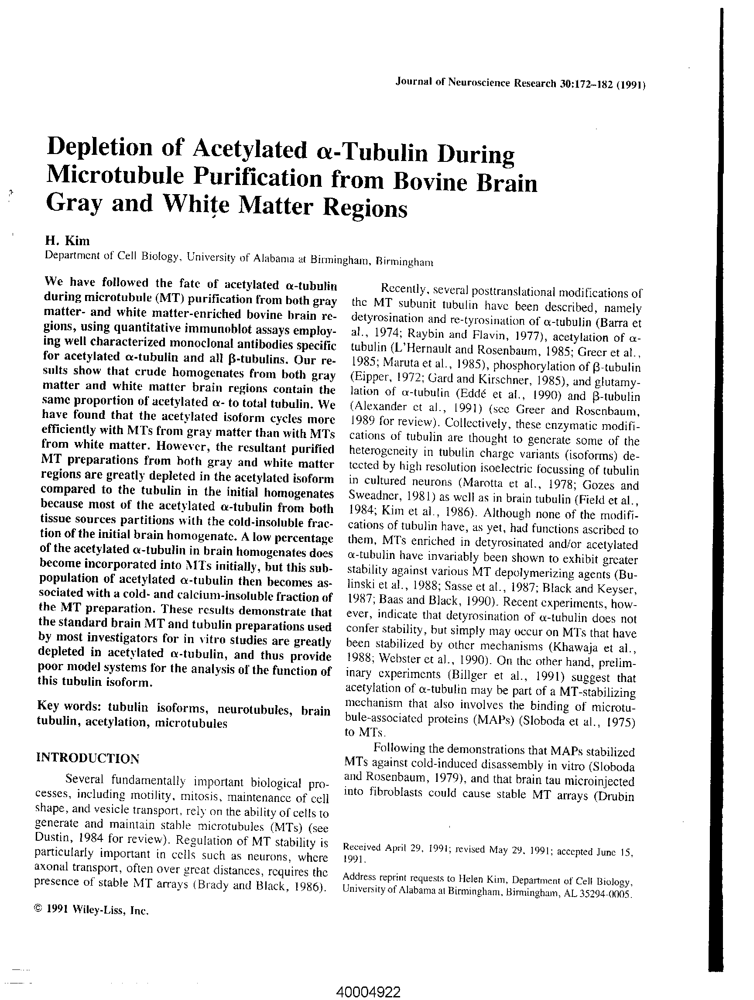 Journal of Neuroscience Research 30:172–182 (1991)
Depletion of Acetylated α-Tubulin During
Microtubule Purification from Bovine Brain
Gray and White Matter Regions
H. Kim
Department of Cell Biology, University of Alabama at Birmingham, Birmingham
We have followed the fate of acetylated α-tubulin
during microtubule (MT) purification from both gray
matter- and white matter-enriched bovine brain re-
gions, using quantitative immunoblot assays employ-
ing well characterized monoclonal antibodies specific
for acetylated α-tubulin and all β-tubulins. Our re-
sults show that crude homogenates from both gray
matter and white matter brain regions contain the
same proportion of acetylated α- to total tubulin. We
have found that the acetylated isoform cycles more
efficiently with MTs from gray matter than with MTs
from white matter. However, the resultant purified
MT preparations from both gray and white matter
regions are greatly depleted in the acetylated isoform
compared to the tubulin in the initial homogenates
because most of the acetylated α-tubulin from both
tissue sources partitions with the cold-insoluble frac-
tion of the initial brain homogenate. A low percentage
of the acetylated α-tubulin in brain homogenates does
become incorporated into MTs initially, but this sub-
population of acetylated α-tubulin then becomes as-
sociated with a cold- and calcium-insoluble fraction of
the MT preparation. These results demonstrate that
the standard brain MT and tubulin preparations used
by most investigators for in vitro studies are greatly
depleted in acetylated α-tubulin, and thus provide
poor model systems for the analysis of the function of
this tubulin isoform.
Key words: tubulin isoforms, neurotubules, brain
tubulin, acetylation, microtubules
INTRODUCTION
Several fundamentally important biological pro-
cesses, including motility, mitosis, maintenance of cell
shape, and vesicle transport, rely on the ability of cells to
generate and maintain stable microtubules (MTs) (see
Dustin, 1984 for review). Regulation of MT stability is
particularly important in cells such as neurons, where
axonal transport, often over great distances, requires the
presence of stable MT arrays (Brady and Black, 1986).
© 1991 Wiley-Liss, Inc.
Recently, several posttranslational modifications of
the MT subunit tubulin have been described, namely
detyrosination and re-tyrosination of α-tubulin (Barra et
al., 1974; Raybin and Flavin, 1977), acetylation of α-
tubulin (L'Hernault and Rosenbaum, 1985; Greer et al.,
1985; Maruta et al., 1985), phosphorylation of β-tubulin
(Eipper, 1972; Gard and Kirschner, 1985), and glutamy-
lation of α-tubulin (Eddé et al., 1990) and β-tubulin
(Alexander et al., 1991) (see Greer and Rosenbaum,
1989 for review). Collectively, these enzymatic modifi-
cations of tubulin are thought to generate some of the
heterogeneity in tubulin charge variants (isoforms) de-
tected by high resolution isoelectric focussing of tubulin
in cultured neurons (Marotta et al., 1978; Gozes and
Sweadner, 1981) as well as in brain tubulin (Field et al.,
1984; Kim et al., 1986). Although none of the modifi-
cations of tubulin have, as yet, had functions ascribed to
them, MTs enriched in detyrosinated and/or acetylated
α-tubulin have invariably been shown to exhibit greater
stability against various MT depolymerizing agents (Bu-
linski et al., 1988; Sasse et al., 1987; Black and Keyser,
1987; Baas and Black, 1990). Recent experiments, how-
ever, indicate that detyrosination of α-tubulin does not
confer stability, but simply may occur on MTs that have
been stabilized by other mechanisms (Khawaja et al.,
1988; Webster et al., 1990). On the other hand, prelim-
inary experiments (Billger et al., 1991) suggest that
acetylation of α-tubulin may be part of a MT-stabilizing
mechanism that also involves the binding of microtu-
bule-associated proteins (MAPs) (Sloboda et al., 1975)
to MTs.
Following the demonstrations that MAPs stabilized
MTs against cold-induced disassembly in vitro (Sloboda
and Rosenbaum, 1979), and that brain tau microinjected
into fibroblasts could cause stable MT arrays (Drubin
Received April 29, 1991; revised May 29, 1991; accepted June 15,
1991.
Address reprint requests to Helen Kim, Department of Cell Biology,
University of Alabama at Birmingham, Birmingham, AL 35294-0005.
40004922